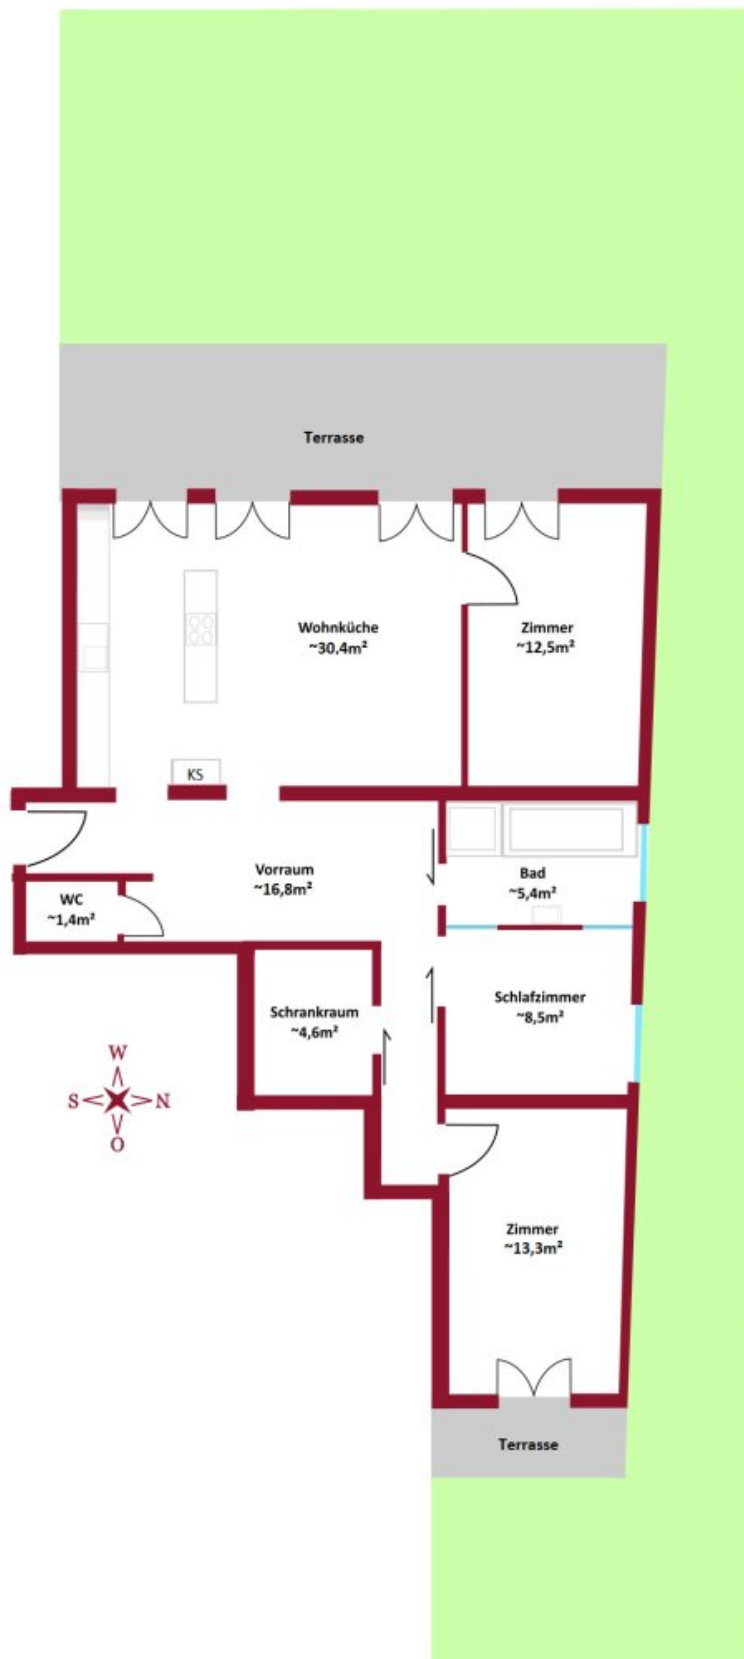 Terrasse
Wohnküche
~30,4m²
Zimmer
~12,5m²
KS
Vorraum
~16,8m²
Bad
~5,4m²
WC
~1,4m²
Schlafzimmer
~8,5m²
Schrankraum
~4,6m²
W
S N
O
Zimmer
~13,3m²
Terrasse